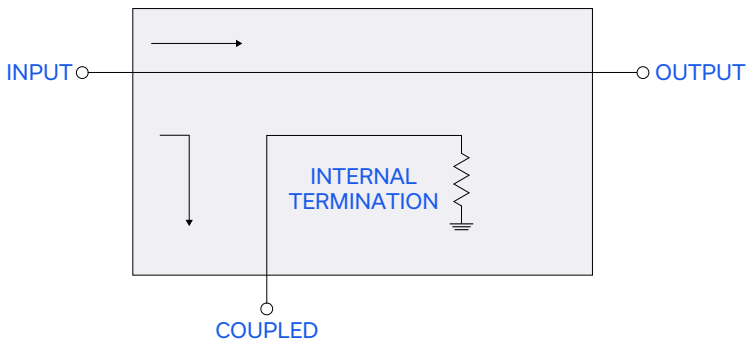 INPUT
OUTPUT
INTERNAL
TERMINATION
COUPLED